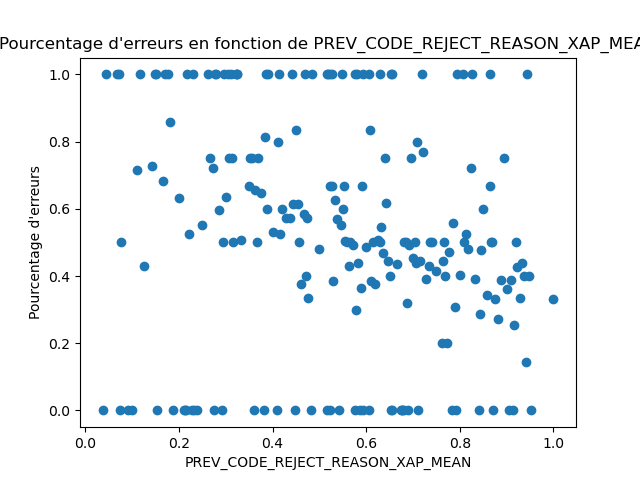 Pourcentage d'erreurs en fonction de PREV_CODE_REJECT_REASON_XAP_MEA
1.0
0.8
0.6
0.4
0.2
0.0
Pourcentage d'erreurs
0.0 0.2 0.4 0.6 0.8 1.0
PREV_CODE_REJECT_REASON_XAP_MEAN